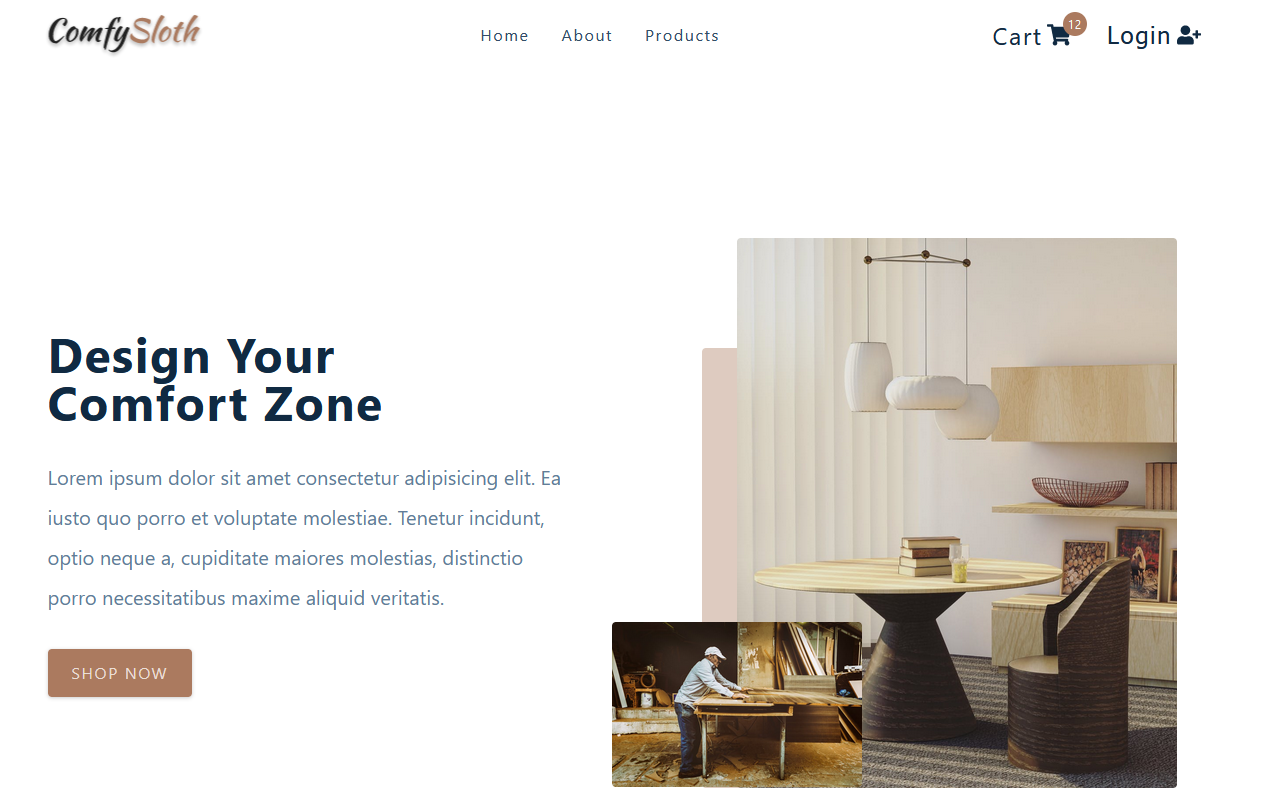 ComfySloth
Home About Products
Cart 12 Login
Design Your
Comfort Zone
Lorem ipsum dolor sit amet consectetur adipisicing elit. Ea
iusto quo porro et voluptate molestiae. Tenetur incidunt,
optio neque a, cupiditate maiores molestias, distinctio
porro necessitatibus maxime aliquid veritatis.
SHOP NOW